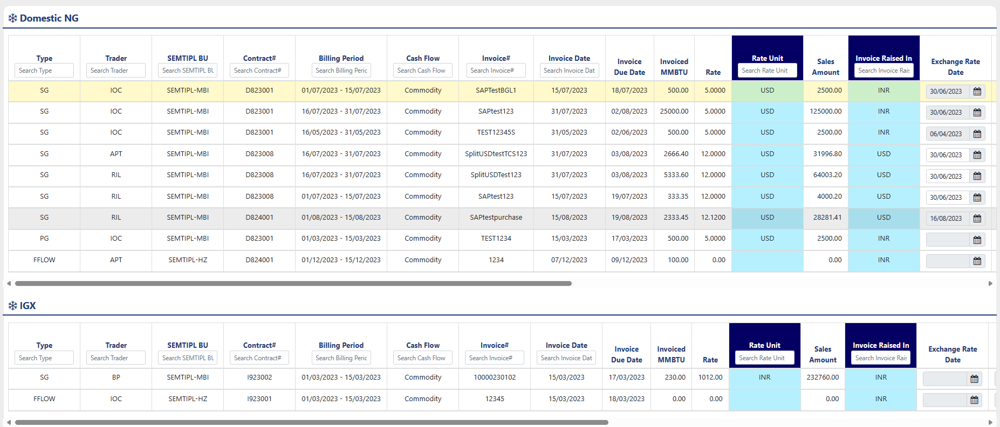 Domestic NG
Type Trader SEMTIPL BU Contract# Billing Period Cash Flow Invoice# Invoice Date Invoice Due Date Invoiced MMBTU Rate Rate Unit Sales Amount Invoice Raised In Exchange Rate Date
Search Type Search Trader Search SEMTIPL BU Search Contract# Search Billing Peric Search Cash Flow Search Invoice# Search Invoice Dat Search Rate Unit Search Invoice Rais
SG IOC SEMTIPL-MBI D823001 01/07/2023 - 15/07/2023 Commodity SAPTestBGL1 15/07/2023 18/07/2023 500.00 5.0000 USD 2500.00 INR 30/06/2023
SG IOC SEMTIPL-MBI D823001 16/07/2023 - 31/07/2023 Commodity SAPtest123 31/07/2023 02/08/2023 25000.00 5.0000 USD 125000.00 INR 30/06/2023
SG IOC SEMTIPL-MBI D823001 16/05/2023 - 31/05/2023 Commodity TEST12345S 31/05/2023 02/06/2023 500.00 5.0000 USD 2500.00 INR 06/04/2023
SG APT SEMTIPL-MBI D823008 16/07/2023 - 31/07/2023 Commodity SplitUSDtestTCS123 31/07/2023 03/08/2023 2666.40 12.0000 USD 31996.80 USD 30/06/2023
SG RIL SEMTIPL-MBI D823008 16/07/2023 - 31/07/2023 Commodity SplitUSDTest123 31/07/2023 03/08/2023 5333.60 12.0000 USD 64003.20 USD 30/06/2023
SG RIL SEMTIPL-MBI D823008 01/07/2023 - 15/07/2023 Commodity SAPtest123 15/07/2023 19/07/2023 333.35 12.0000 USD 4000.20 USD 30/06/2023
SG RIL SEMTIPL-MBI D824001 01/08/2023 - 15/08/2023 Commodity SAPtestpurchase 15/08/2023 19/08/2023 2333.45 12.1200 USD 28281.41 USD 16/08/2023
PG IOC SEMTIPL-MBI D823001 01/03/2023 - 15/03/2023 Commodity TEST1234 15/03/2023 17/03/2023 500.00 5.0000 USD 2500.00 INR
FFLOW APT SEMTIPL-HZ D824001 01/12/2023 - 15/12/2023 Commodity 1234 07/12/2023 09/12/2023 100.00 0.00 0.00 INR
IGX
Type Trader SEMTIPL BU Contract# Billing Period Cash Flow Invoice# Invoice Date Invoice Due Date Invoiced MMBTU Rate Rate Unit Sales Amount Invoice Raised In Exchange Rate Date
Search Type Search Trader Search SEMTIPL BU Search Contract# Search Billing Peric Search Cash Flow Search Invoice# Search Invoice Dat Search Rate Unit Search Invoice Rais
SG BP SEMTIPL-MBI I923002 01/03/2023 - 15/03/2023 Commodity 10000230102 15/03/2023 17/03/2023 230.00 1012.00 INR 232760.00 INR
FFLOW IOC SEMTIPL-HZ I923001 01/03/2023 - 15/03/2023 Commodity 12345 15/03/2023 18/03/2023 0.00 0.00 0.00 INR